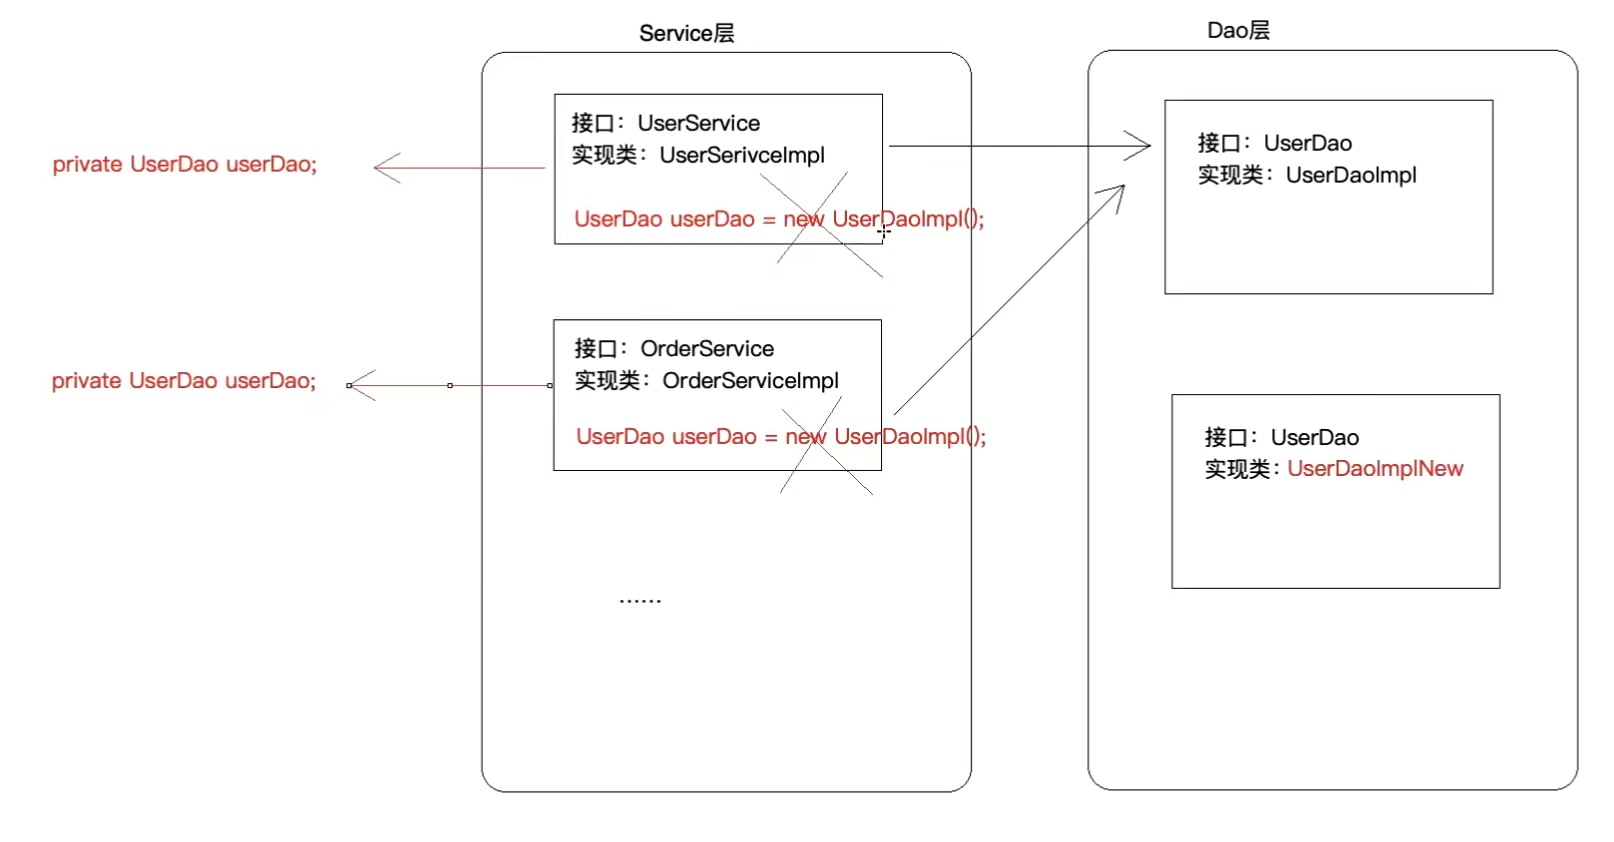 Service层
Dao层
private UserDao userDao;
接口：UserService
实现类：UserSerivceImpl
UserDao userDao = new UserDaoImpl();
接口：UserDao
实现类：UserDaoImpl
private UserDao userDao;
接口：OrderService
实现类：OrderServiceImpl
UserDao userDao = new UserDaoImpl();
接口：UserDao
实现类：UserDaoImplNew
......